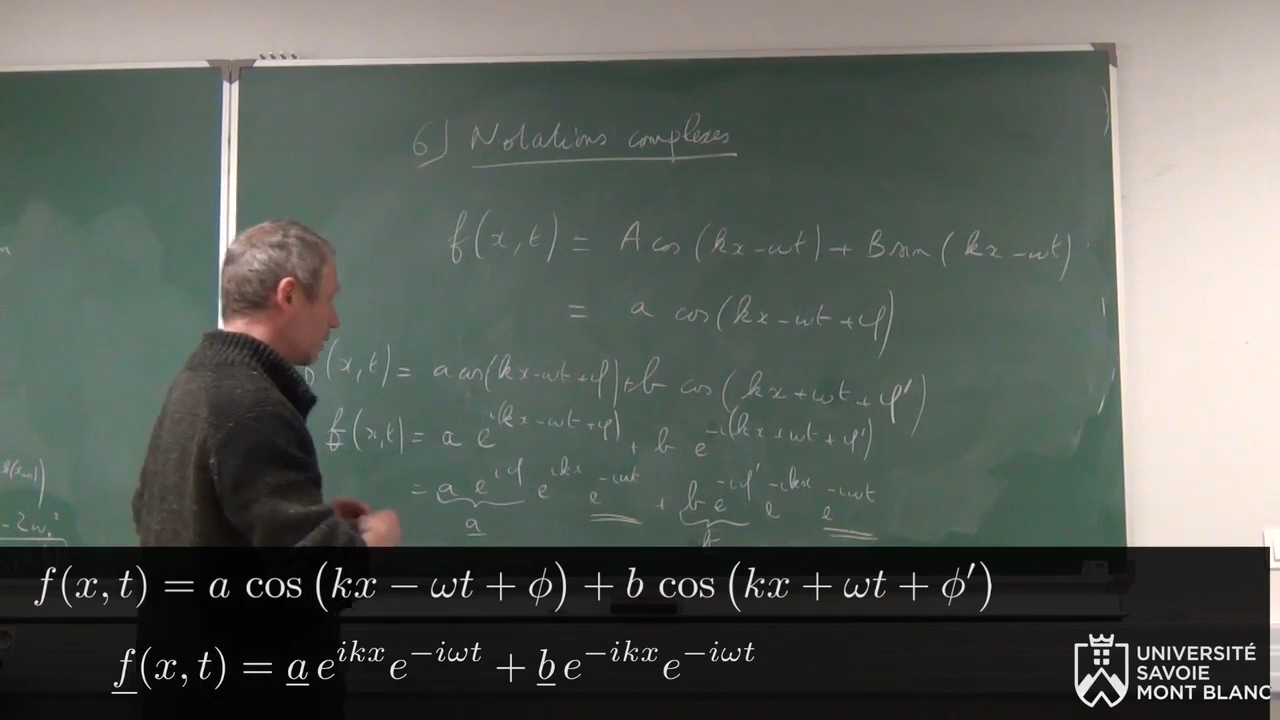 n
6) Notations complexes
f(x,t) = A cos(kx-ωt) + B sin(kx-ωt)
= a cos(kx-ωt+φ)
(x,t) = a cos(kx-ωt+φ) + b cos(kx+ωt+φ')
f(x,t) = a e^{i(kx-ωt+φ)} + b e^{-i(kx+ωt+φ')}
= a e^{iφ} e^{ikx} e^{-iωt} + b e^{-iφ'} e^{-ikx} e^{-iωt}
a b
-2ω₀²
f(x, t) = a cos (kx − ωt + ϕ) + b cos (kx + ωt + ϕ′)
f(x, t) = a e^{ikx} e^{−iωt} + b e^{−ikx} e^{−iωt}
UNIVERSITÉ
SAVOIE
MONT BLANC